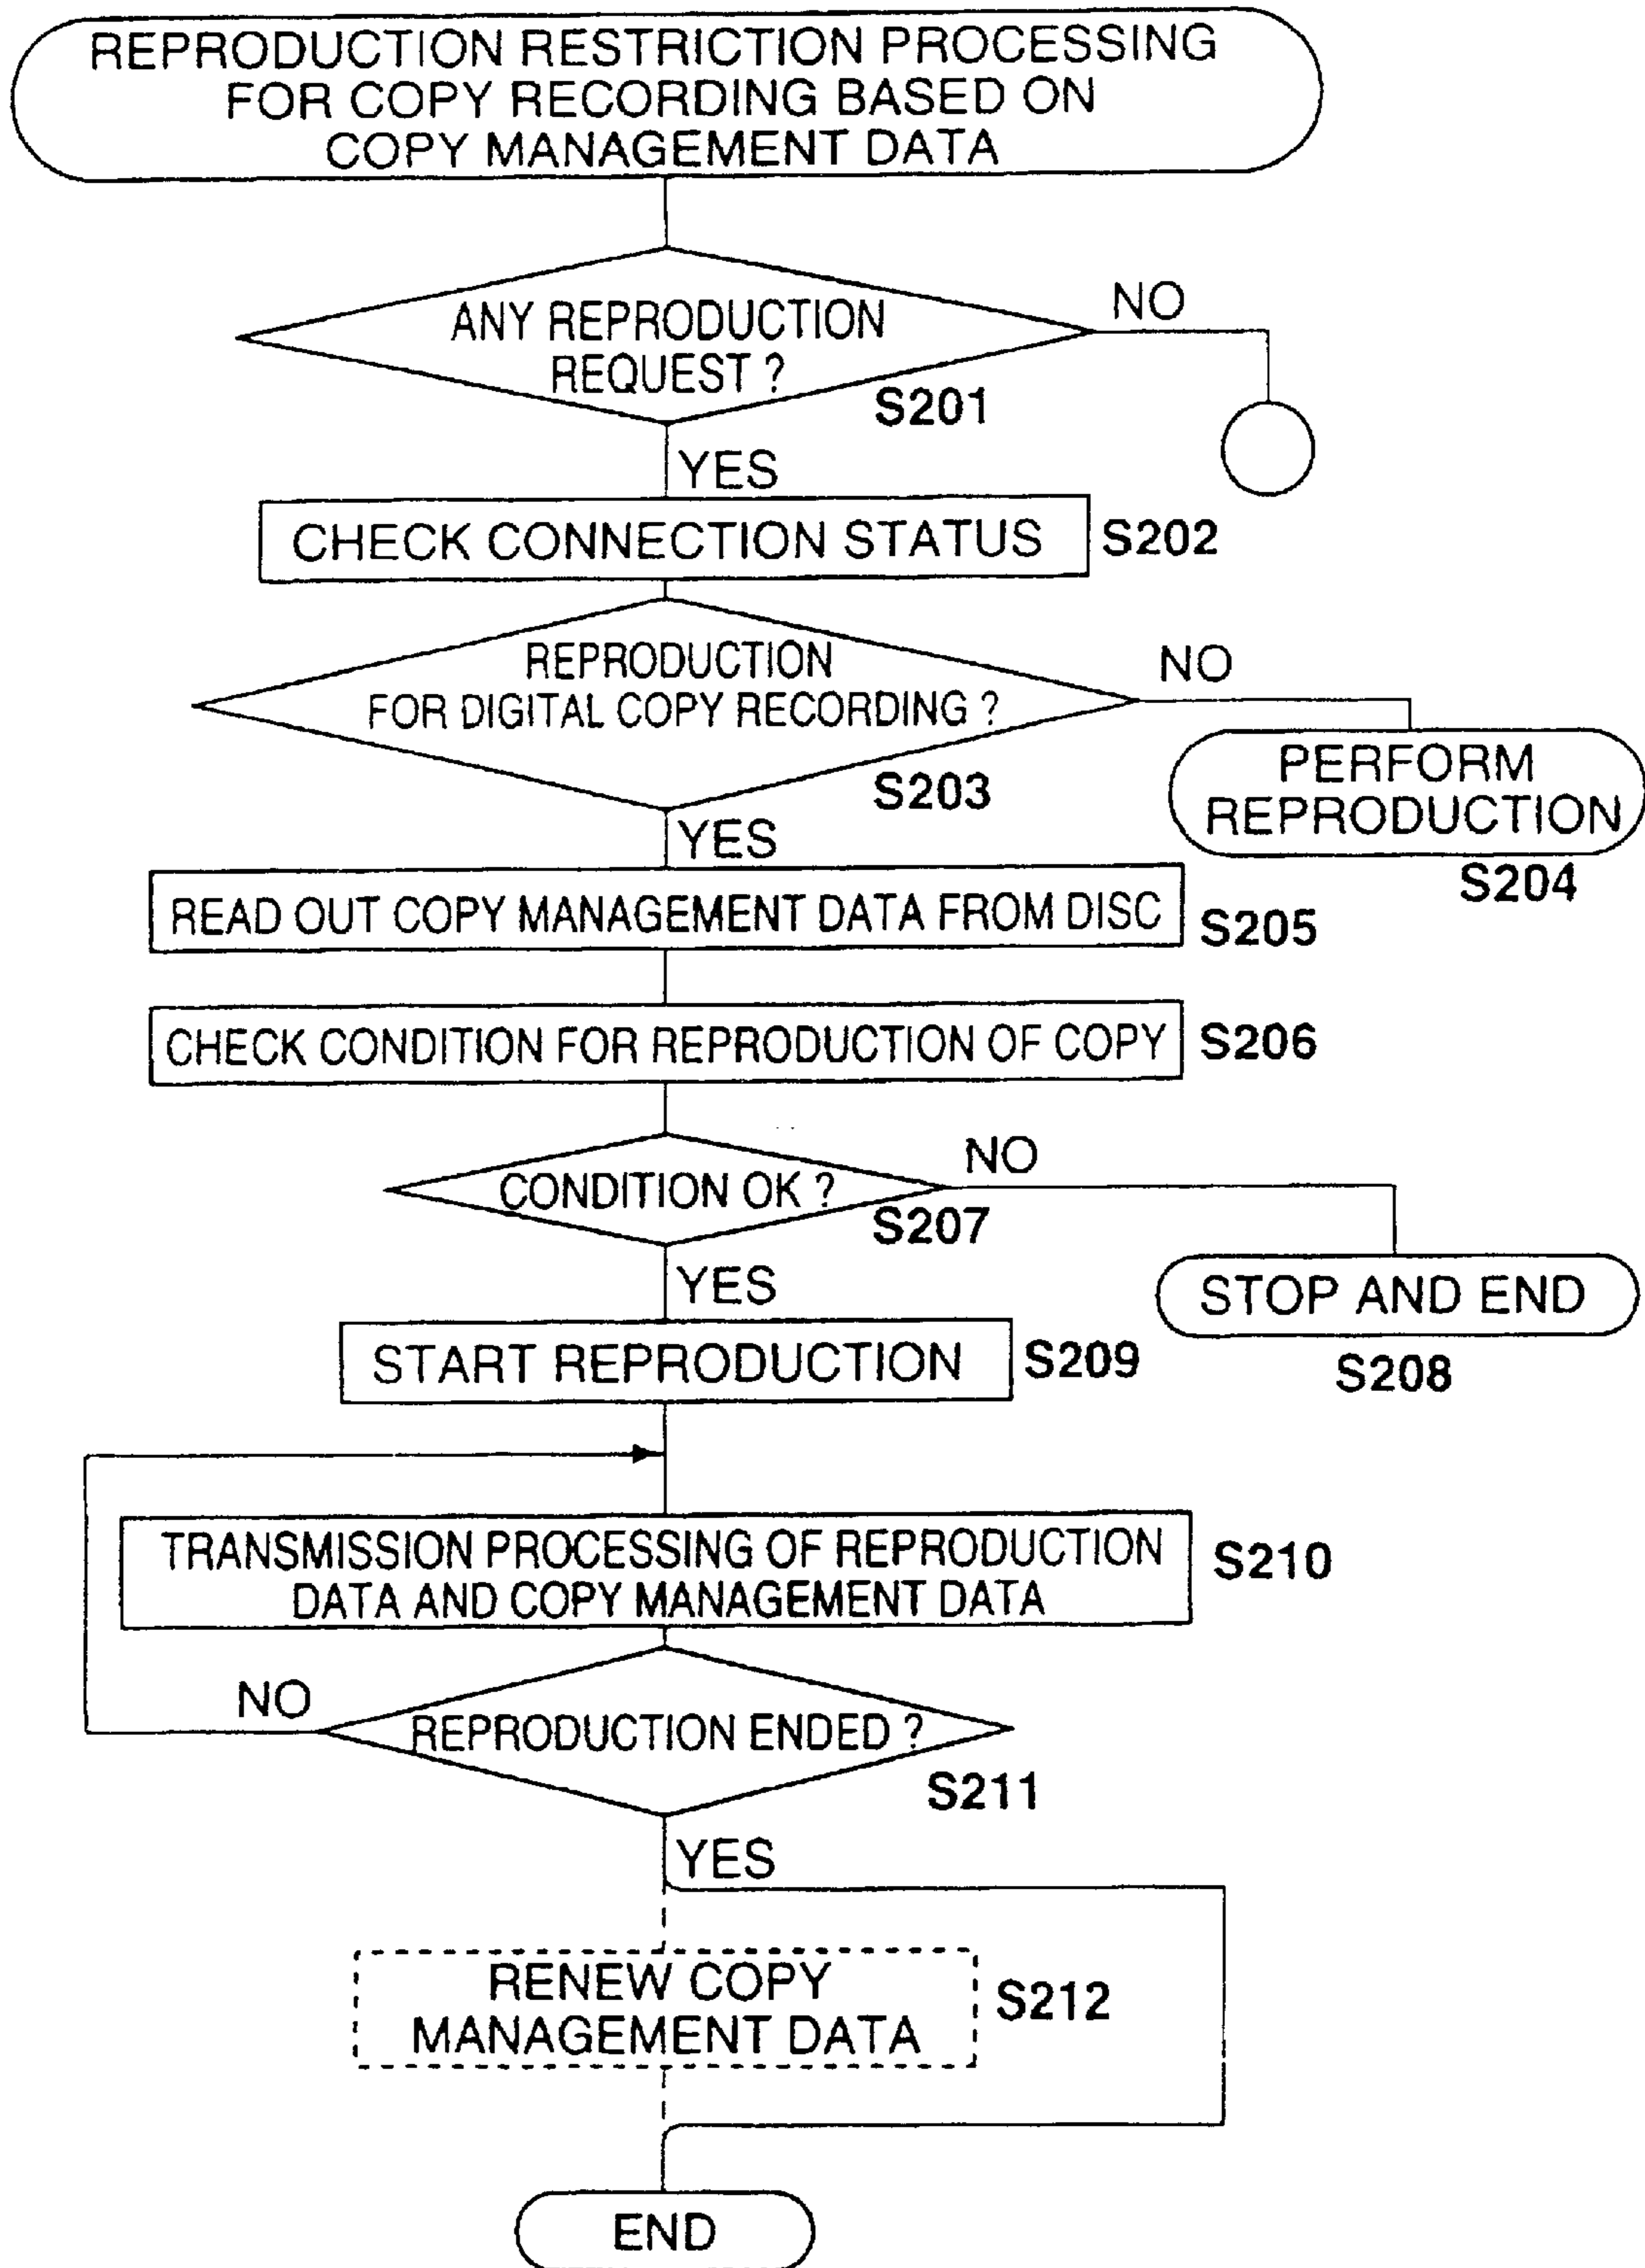 REPRODUCTION RESTRICTION PROCESSING
FOR COPY RECORDING BASED ON
COPY MANAGEMENT DATA
ANY REPRODUCTION
REQUEST ?
S201
NO
YES
CHECK CONNECTION STATUS
S202
REPRODUCTION
FOR DIGITAL COPY RECORDING ?
S203
NO
PERFORM
REPRODUCTION
S204
YES
READ OUT COPY MANAGEMENT DATA FROM DISC
S205
CHECK CONDITION FOR REPRODUCTION OF COPY
S206
CONDITION OK ?
S207
NO
STOP AND END
S208
YES
START REPRODUCTION
S209
TRANSMISSION PROCESSING OF REPRODUCTION
DATA AND COPY MANAGEMENT DATA
S210
NO
REPRODUCTION ENDED ?
S211
YES
RENEW COPY
MANAGEMENT DATA
S212
END